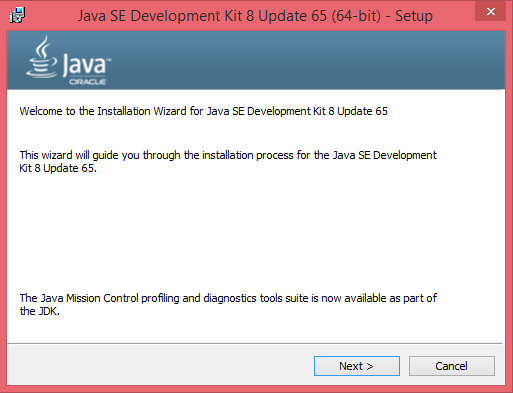 Java SE Development Kit 8 Update 65 (64-bit) - Setup
Java™
ORACLE
Welcome to the Installation Wizard for Java SE Development Kit 8 Update 65
This wizard will guide you through the installation process for the Java SE Development
Kit 8 Update 65.
The Java Mission Control profiling and diagnostics tools suite is now available as part of
the JDK.
Next >
Cancel